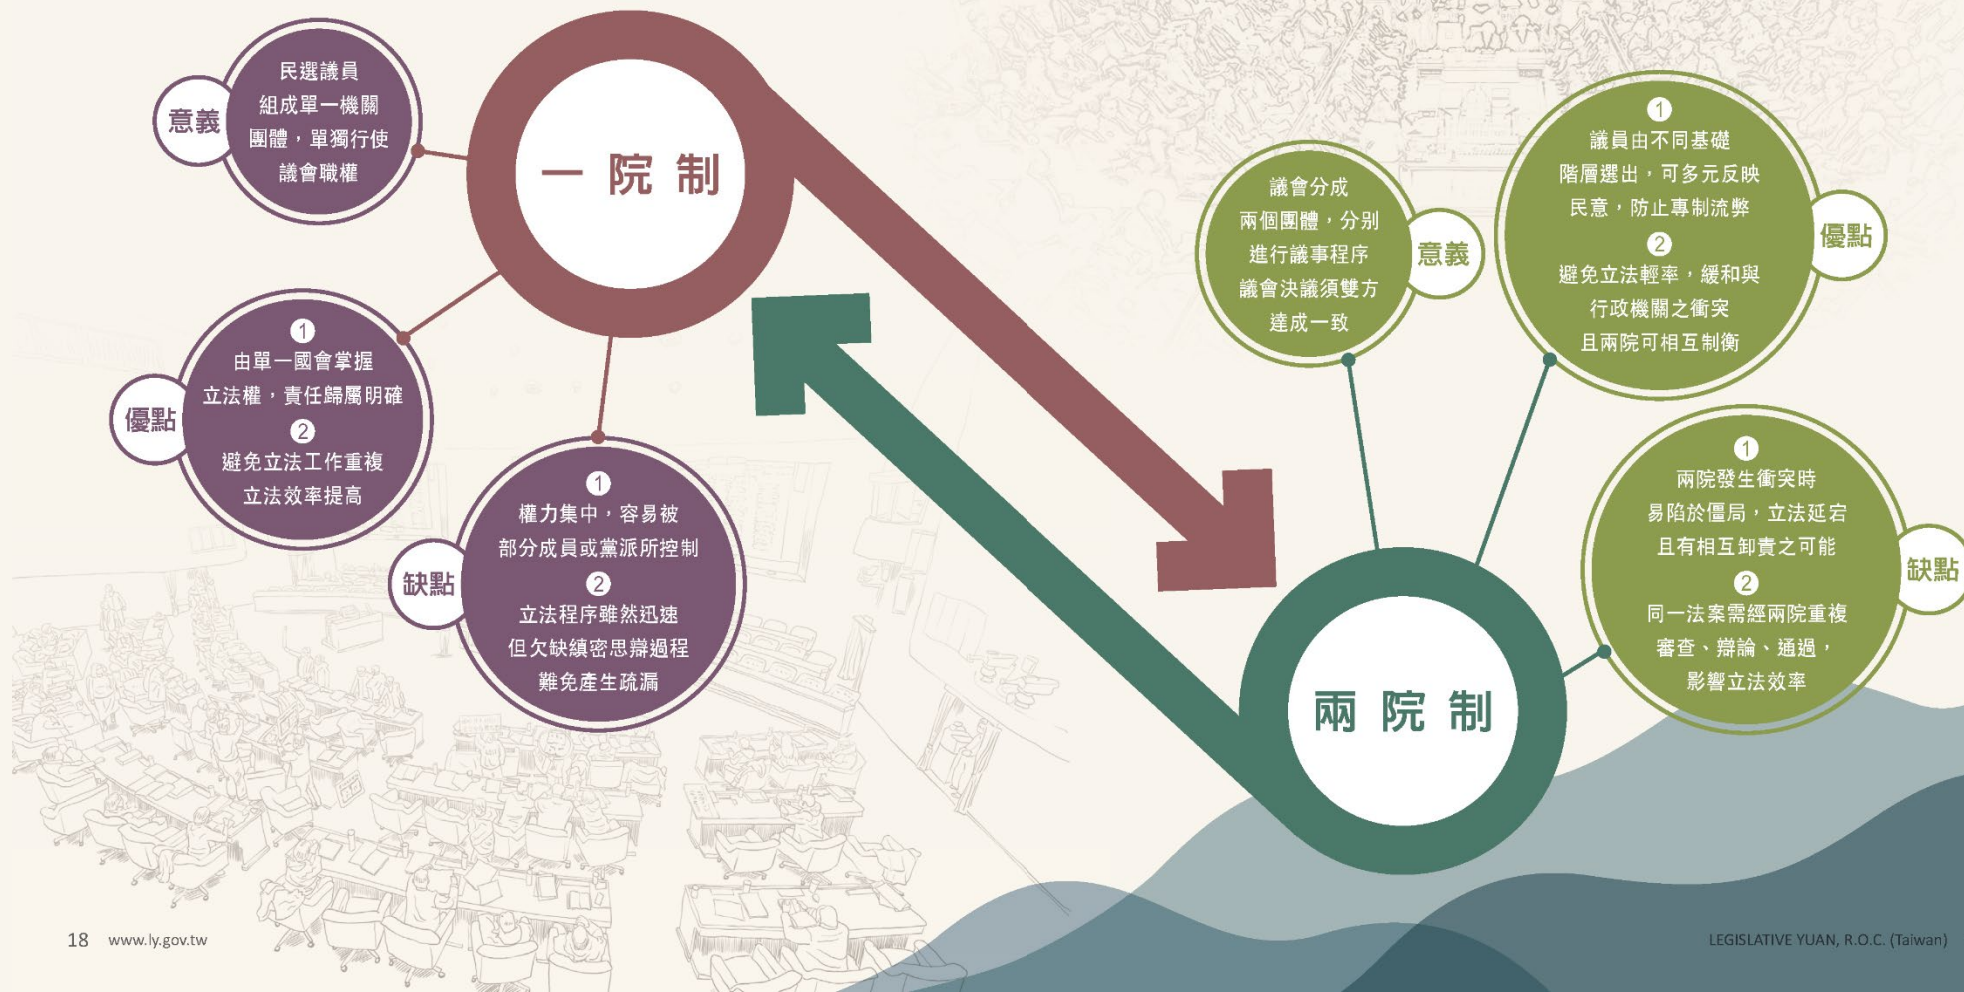 一院制
意義
民選議員
組成單一機關
團體，單獨行使
議會職權
優點
1
由單一國會掌握
立法權，責任歸屬明確
2
避免立法工作重複
立法效率提高
缺點
1
權力集中，容易被
部分成員或黨派所控制
2
立法程序雖然迅速
但欠缺縝密思辯過程
難免產生疏漏
兩院制
意義
議會分成
兩個團體，分別
進行議事程序
議會決議須雙方
達成一致
優點
1
議員由不同基礎
階層選出，可多元反映
民意，防止專制流弊
2
避免立法輕率，緩和與
行政機關之衝突
且兩院可相互制衡
缺點
1
兩院發生衝突時
易陷於僵局，立法延宕
且有相互卸責之可能
2
同一法案需經兩院重複
審查、辯論、通過，
影響立法效率
18 www.ly.gov.tw
LEGISLATIVE YUAN, R.O.C. (Taiwan)